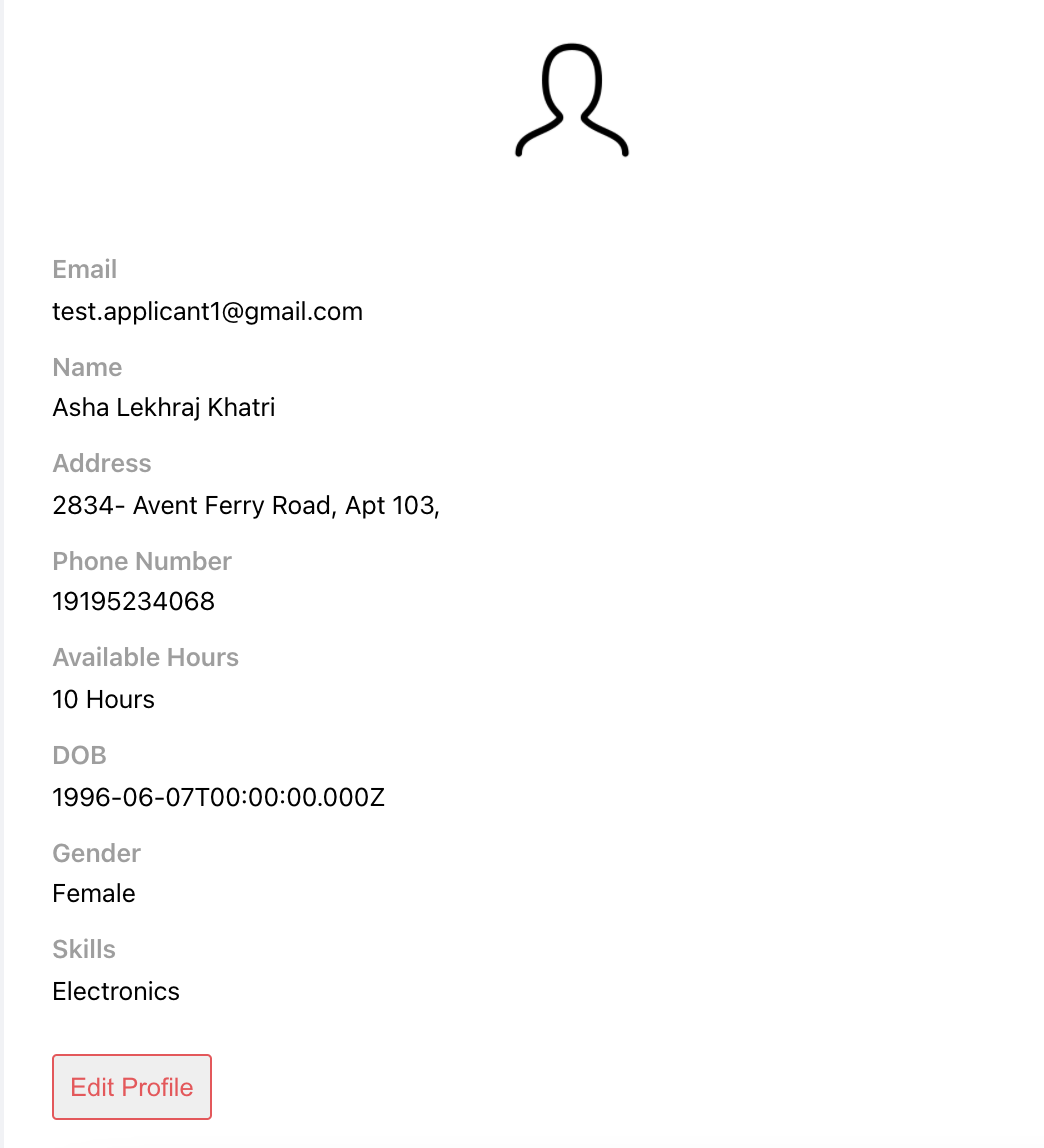 Email
test.applicant1@gmail.com
Name
Asha Lekhraj Khatri
Address
2834- Avent Ferry Road, Apt 103,
Phone Number
19195234068
Available Hours
10 Hours
DOB
1996-06-07T00:00:00.000Z
Gender
Female
Skills
Electronics
Edit Profile